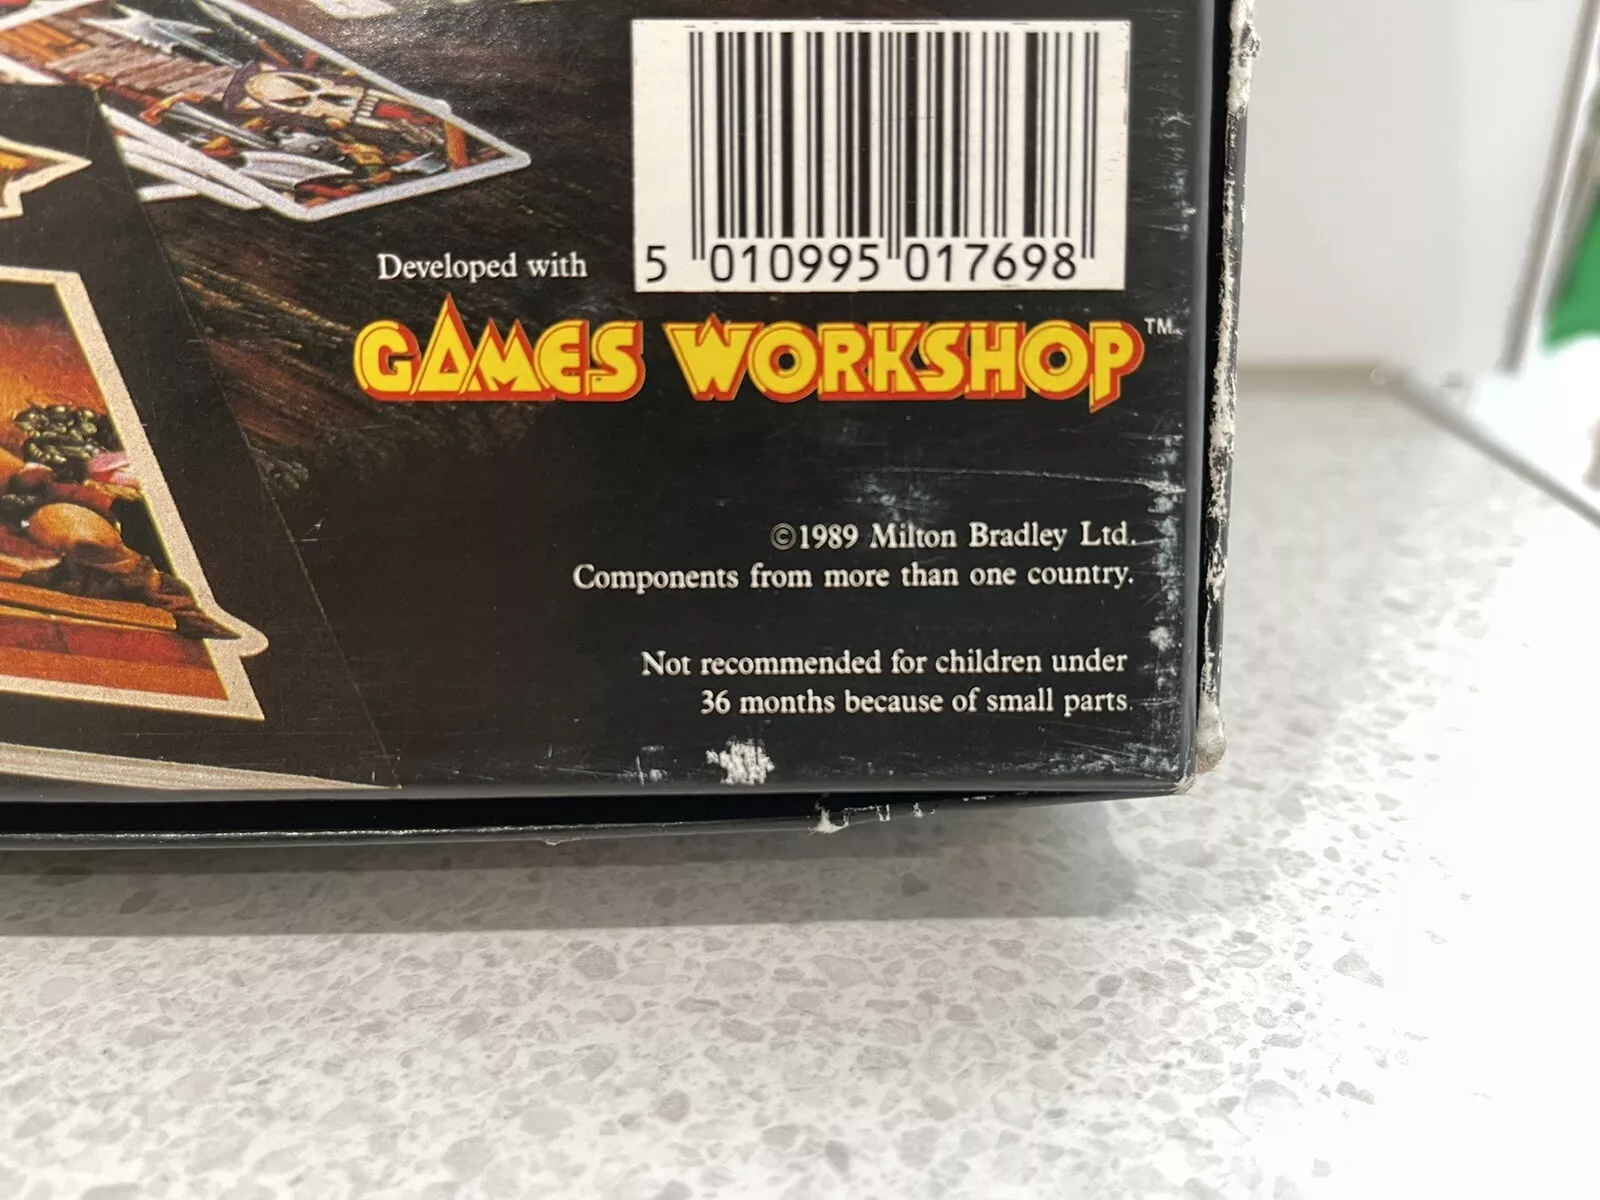 5 010995 017698
Developed with
GAMES WORKSHOP™
©1989 Milton Bradley Ltd.
Components from more than one country.
Not recommended for children under
36 months because of small parts.